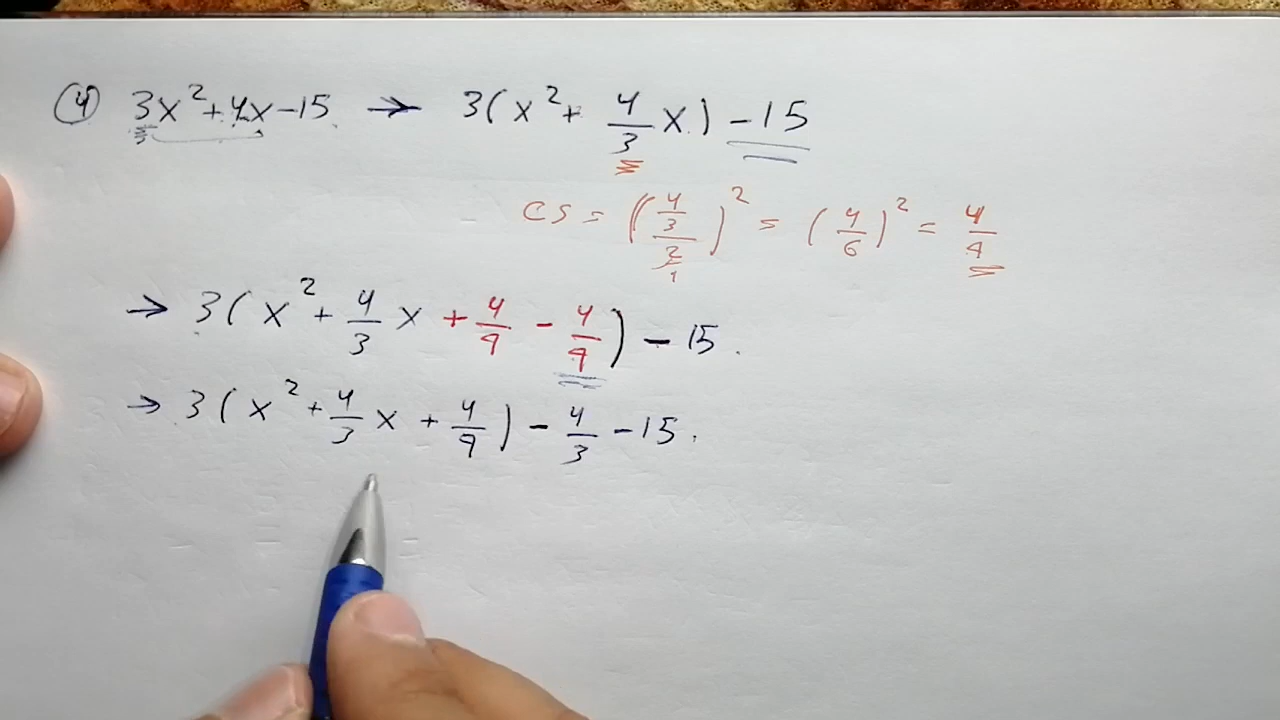 ④ 3x²+4x-15 → 3(x²+ 4/3 x) -15
CS = ((4/3)/(2/1))² = (4/6)² = 4/9
→ 3(x² + 4/3 x + 4/9 - 4/9) - 15.
→ 3(x² + 4/3 x + 4/9) - 4/3 - 15.